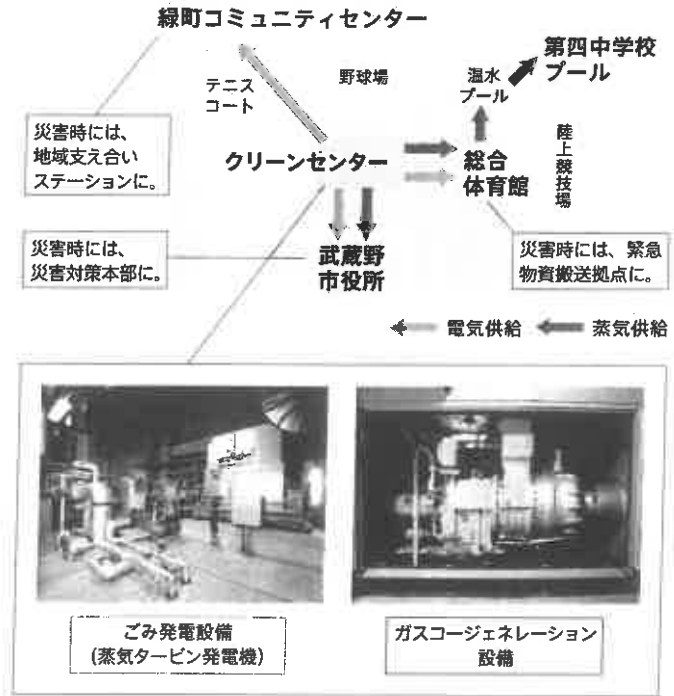 緑町コミュニティセンター
テニス
コート
野球場
温水
プール
第四中学校
プール
災害時には、
地域支え合い
ステーションに。
クリーンセンター
総合
体育館
陸上競技場
災害時には、
災害対策本部に。
武蔵野
市役所
災害時には、緊急
物資搬送拠点に。
電気供給
蒸気供給
ごみ発電設備
(蒸気タービン発電機)
ガスコージェネレーション
設備